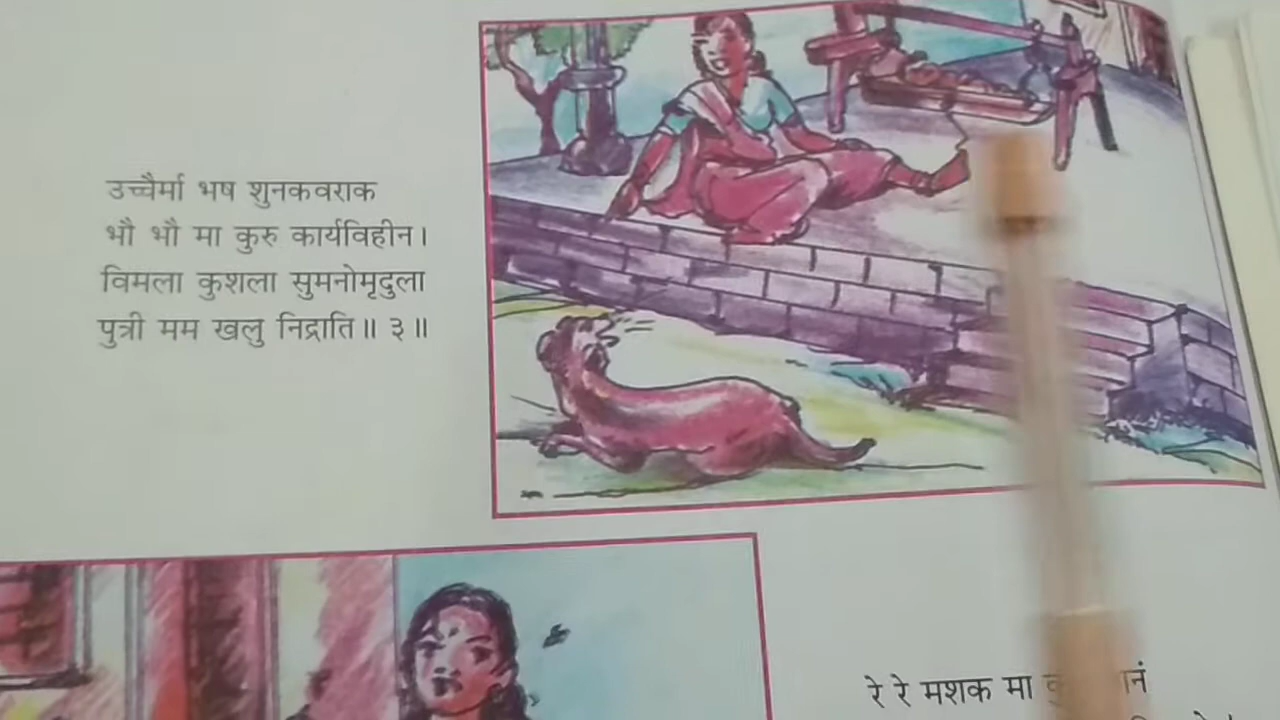 उच्चैर्मा भष शुनकवराक
भौ भौ मा कुरु कार्यविहीन।
विमला कुशला सुमनोमृदुला
पुत्री मम खलु निद्राति॥ ३॥
रे रे मशक मा